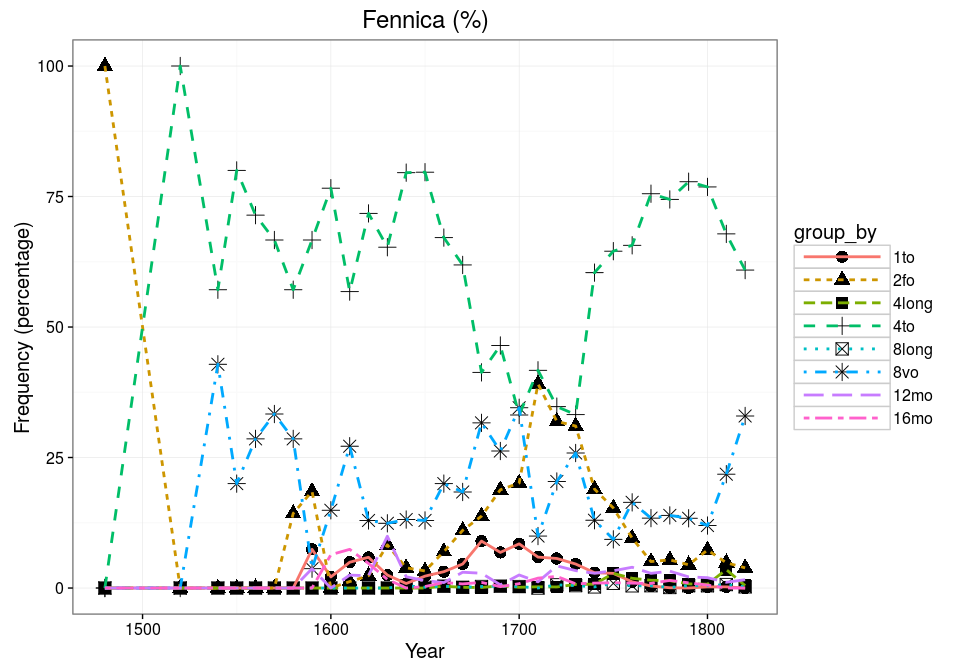 Fennica (%)
100
75
50
25
0
Frequency (percentage)
1500
1600
1700
1800
Year
group_by
1to
2fo
4long
4to
8long
8vo
12mo
16mo